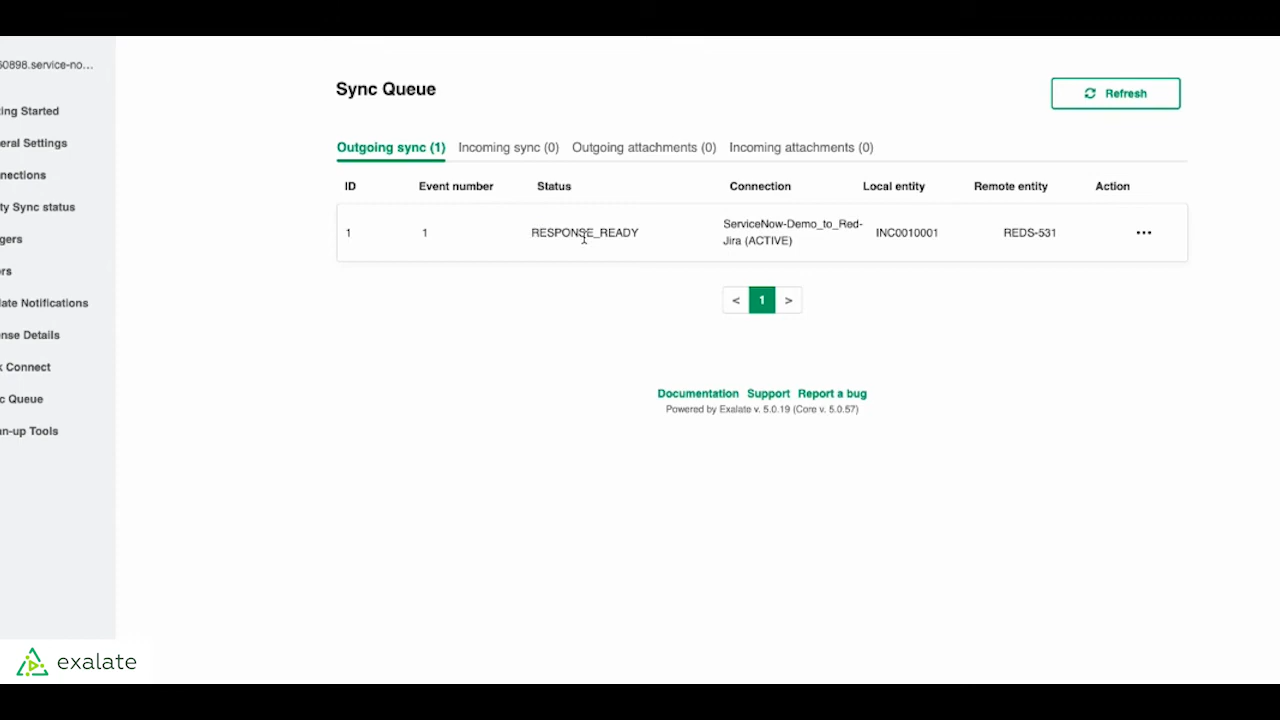 60898.service-no...
ing Started
eral Settings
nections
ty Sync status
gers
rs
late Notifications
ense Details
k Connect
c Queue
an-up Tools
Sync Queue
Refresh
Outgoing sync (1) Incoming sync (0) Outgoing attachments (0) Incoming attachments (0)
ID Event number Status Connection Local entity Remote entity Action
1 1 RESPONSE_READY ServiceNow-Demo_to_Red-Jira (ACTIVE) INC0010001 REDS-531 ...
< 1 >
Documentation Support Report a bug
Powered by Exalate v. 5.0.19 (Core v. 5.0.57)
exalate